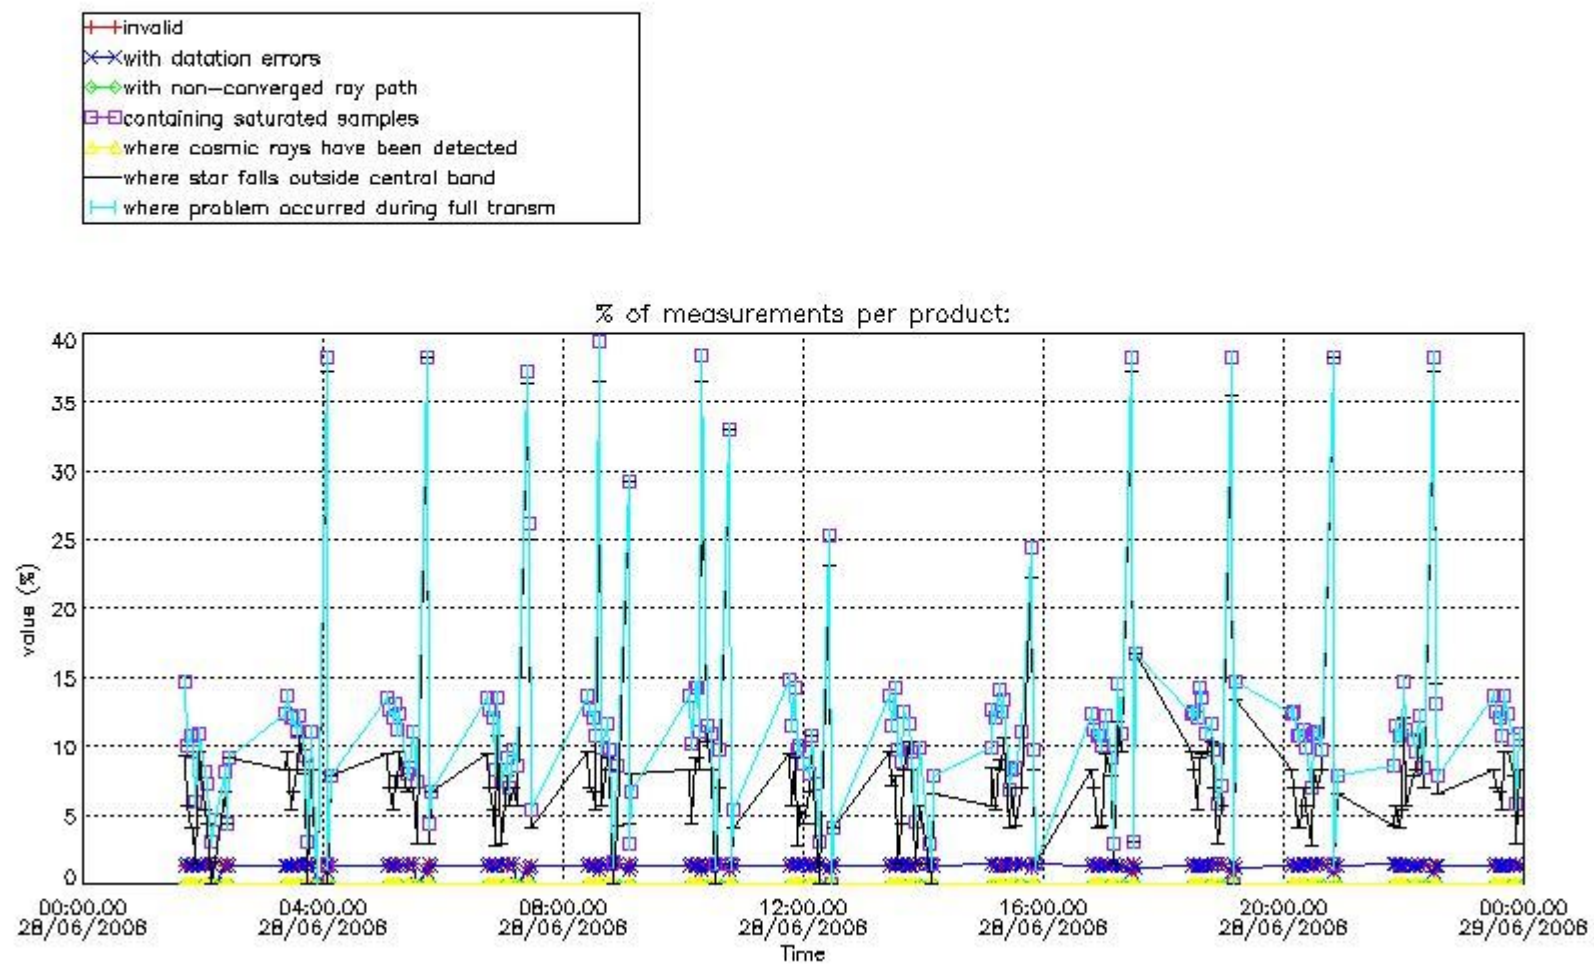 invalid
with datation errors
with non-converged ray path
containing saturated samples
where cosmic rays have been detected
where star falls outside central band
where problem occurred during full transm
% of measurements per product:
40
35
30
25
20
15
10
5
0
value (%)
00:00:00 04:00:00 08:00:00 12:00:00 16:00:00 20:00:00 00:00:00
28/06/2008 28/06/2008 28/06/2008 28/06/2008 28/06/2008 28/06/2008 29/06/2008
Time